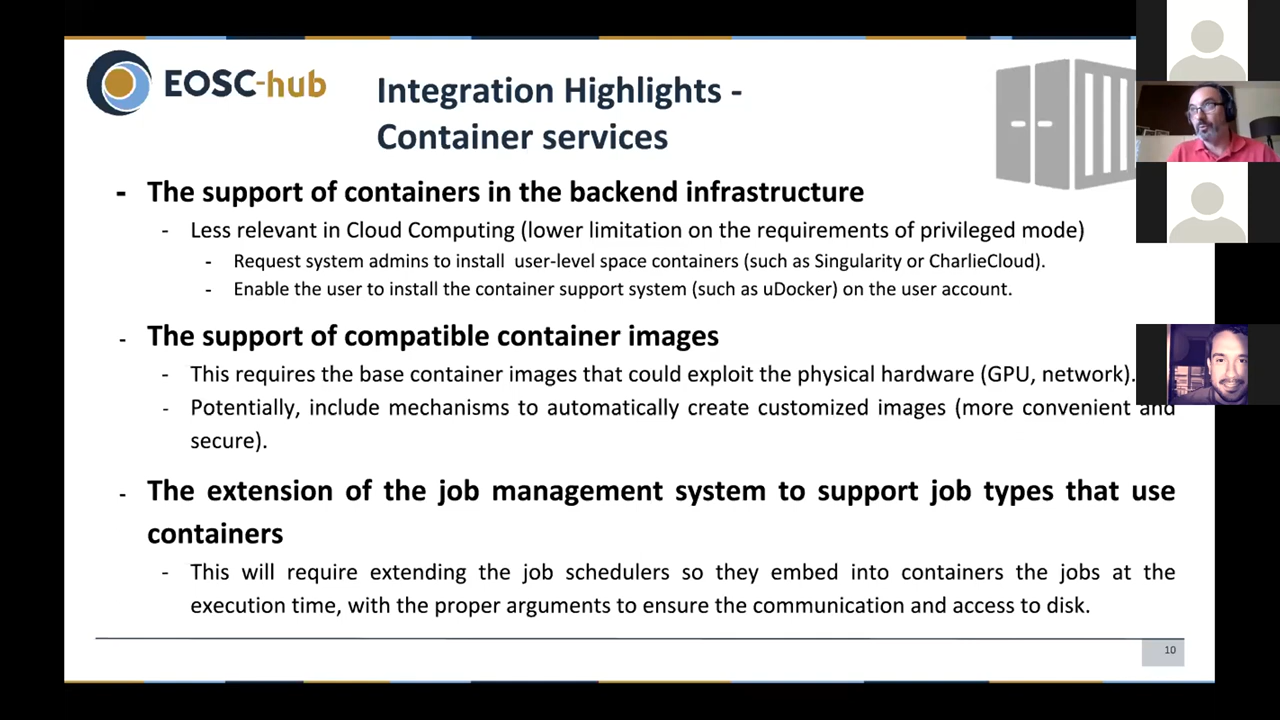 EOSC-hub
Integration Highlights -
Container services
- The support of containers in the backend infrastructure
- Less relevant in Cloud Computing (lower limitation on the requirements of privileged mode)
- Request system admins to install user-level space containers (such as Singularity or CharlieCloud).
- Enable the user to install the container support system (such as uDocker) on the user account.
- The support of compatible container images
- This requires the base container images that could exploit the physical hardware (GPU, network).
- Potentially, include mechanisms to automatically create customized images (more convenient and
secure).
- The extension of the job management system to support job types that use
containers
- This will require extending the job schedulers so they embed into containers the jobs at the
execution time, with the proper arguments to ensure the communication and access to disk.
10